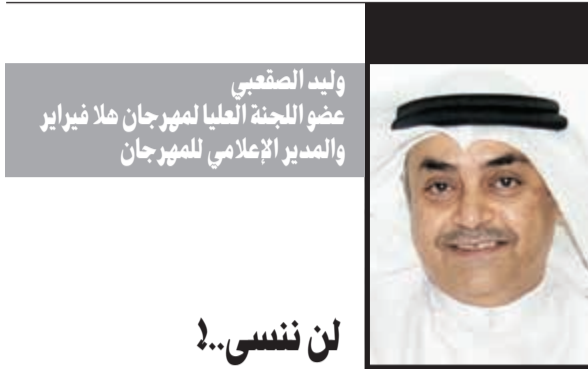 وليد الصقعبي
عضو اللجنة العليا لمهرجان هلا فبراير
والمدير الإعلامي للمهرجان
لن ننسى..!